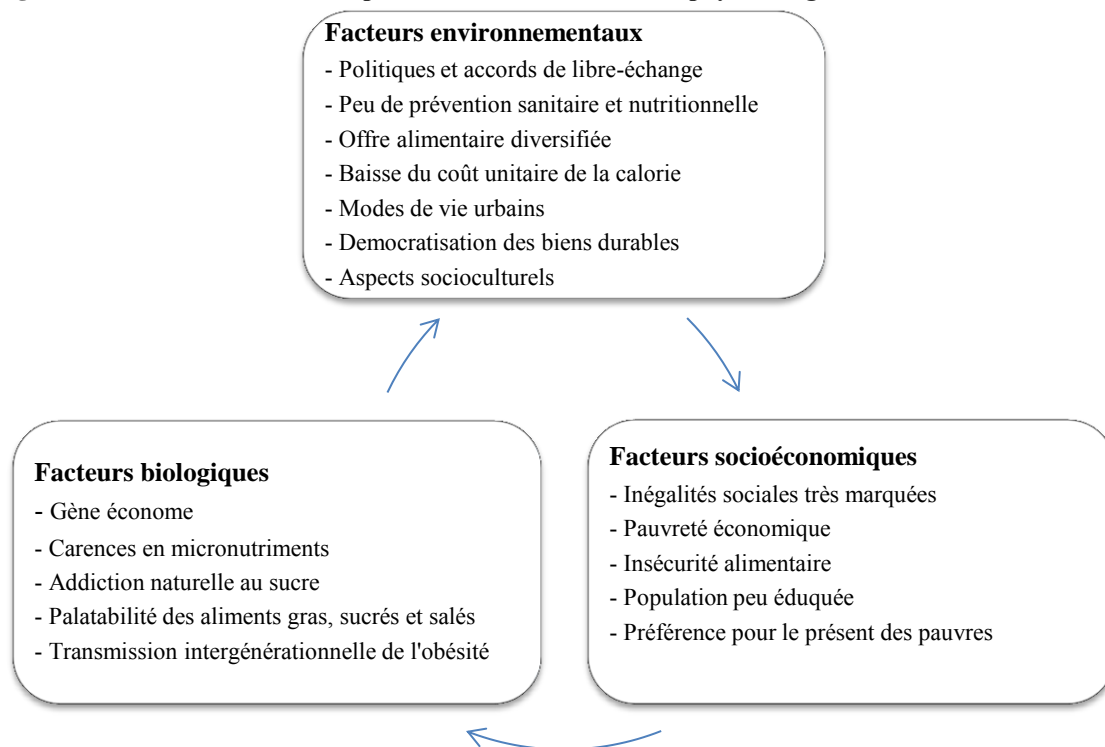 Facteurs environnementaux
- Politiques et accords de libre-échange
- Peu de prévention sanitaire et nutritionnelle
- Offre alimentaire diversifiée
- Baisse du coût unitaire de la calorie
- Modes de vie urbains
- Democratisation des biens durables
- Aspects socioculturels
Facteurs biologiques
- Gène économe
- Carences en micronutriments
- Addiction naturelle au sucre
- Palatabilité des aliments gras, sucrés et salés
- Transmission intergénérationnelle de l'obésité
Facteurs socioéconomiques
- Inégalités sociales très marquées
- Pauvreté économique
- Insécurité alimentaire
- Population peu éduquée
- Préférence pour le présent des pauvres